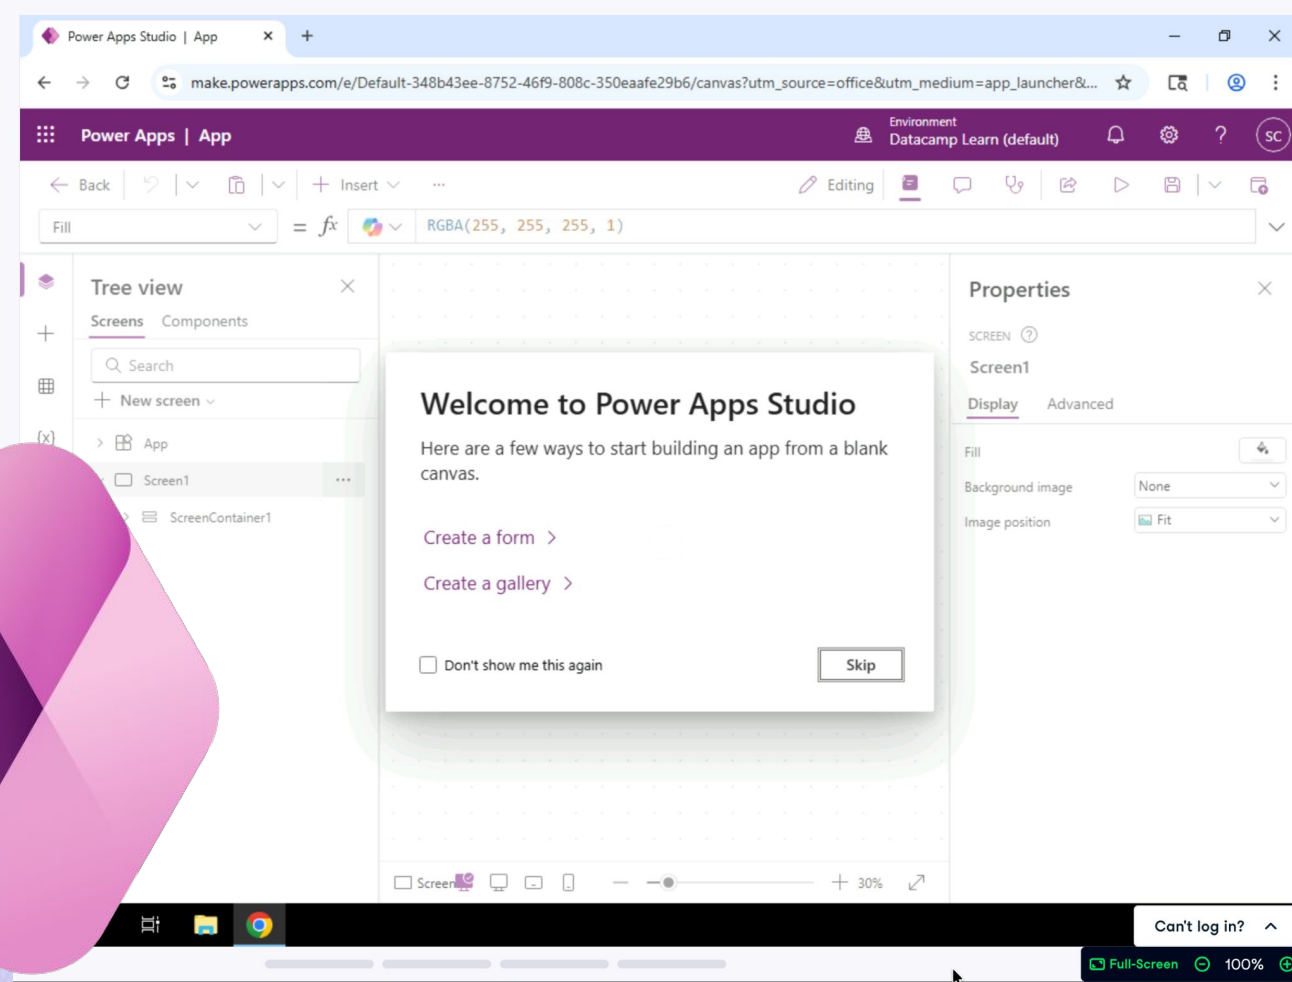 Power Apps Studio | App
make.powerapps.com/e/Default-348b43ee-8752-46f9-808c-350eaafe29b6/canvas?utm_source=office&utm_medium=app_launcher&...
Power Apps | App
Environment
Datacamp Learn (default)
SC
Back
Insert
Editing
Fill
= fx
RGBA(255, 255, 255, 1)
Tree view
Screens Components
Search
New screen
{x}
App
Screen1
ScreenContainer1
Welcome to Power Apps Studio
Here are a few ways to start building an app from a blank
canvas.
Create a form
Create a gallery
Don't show me this again
Skip
Properties
SCREEN
Screen1
Display Advanced
Fill
Background image
None
Image position
Fit
Screen
30%
Can't log in?
Full-Screen
100%